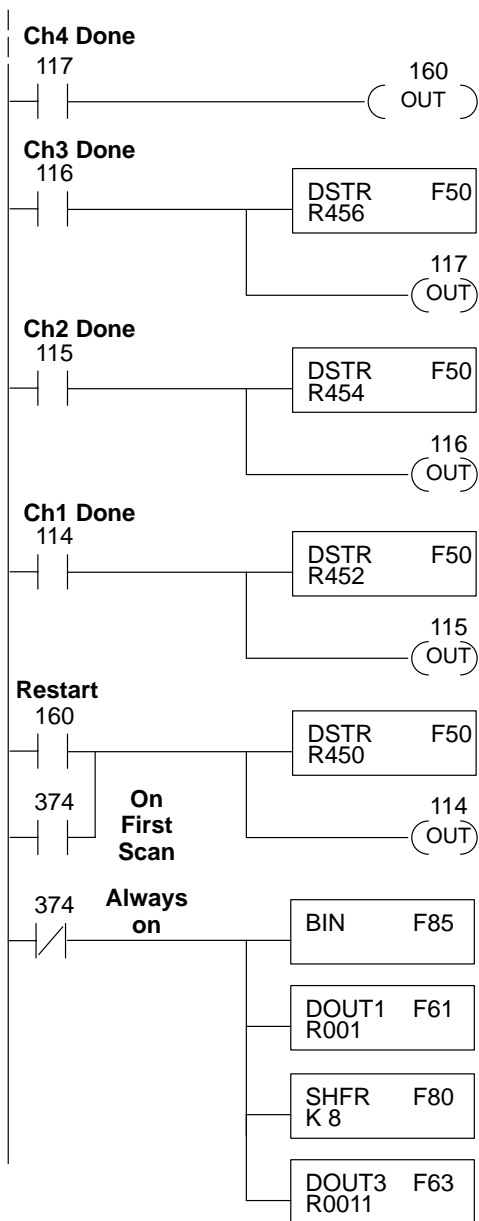 Ch4 Done
117
160
OUT
Ch3 Done
116
DSTR F50
R456
117
OUT
Ch2 Done
115
DSTR F50
R454
116
OUT
Ch1 Done
114
DSTR F50
R452
115
OUT
Restart
160
DSTR F50
R450
374
On
First
Scan
114
OUT
374
Always
on
BIN F85
DOUT1 F61
R001
SHFR F80
K 8
DOUT3 F63
R0011